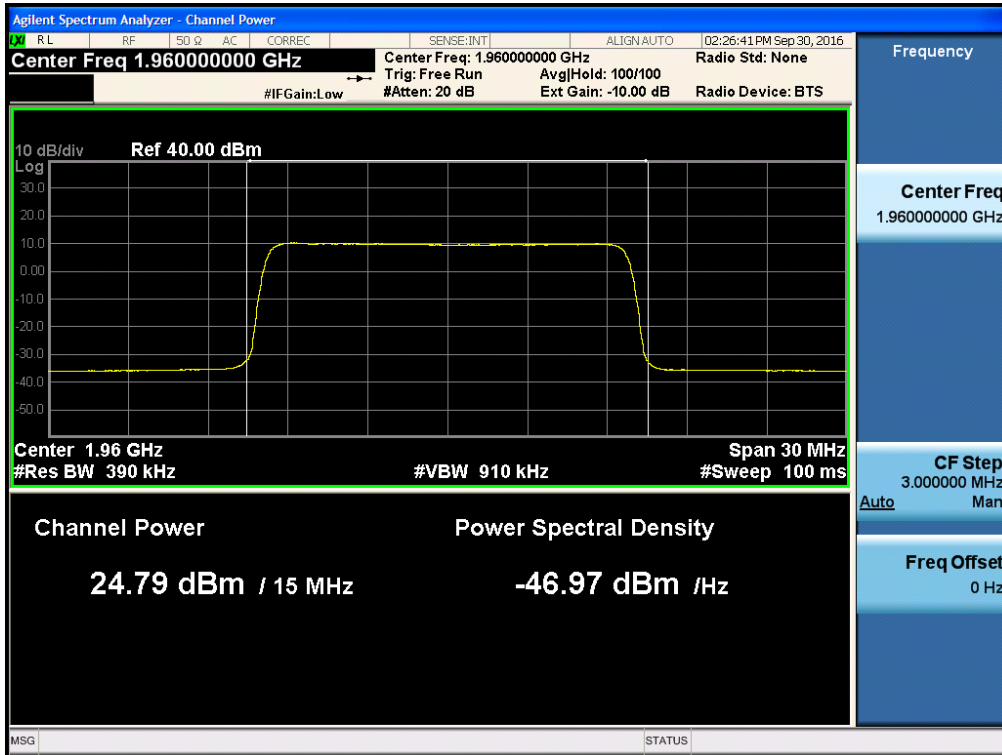 Agilent Spectrum Analyzer - Channel Power
LXI RL RF 50 Ω AC CORREC SENSE:INT ALIGN AUTO 02:26:41 PM Sep 30, 2016
Center Freq 1.960000000 GHz
Center Freq: 1.960000000 GHz Radio Std: None
Trig: Free Run Avg|Hold: 100/100
#IFGain:Low #Atten: 20 dB Ext Gain: -10.00 dB Radio Device: BTS
10 dB/div Ref 40.00 dBm
Log
30.0
20.0
10.0
0.00
-10.0
-20.0
-30.0
-40.0
-50.0
Center 1.96 GHz Span 30 MHz
#Res BW 390 kHz #VBW 910 kHz #Sweep 100 ms
Channel Power Power Spectral Density
24.79 dBm / 15 MHz -46.97 dBm /Hz
Frequency
Center Freq
1.960000000 GHz
CF Step
3.000000 MHz
Auto Man
Freq Offset
0 Hz
MSG STATUS